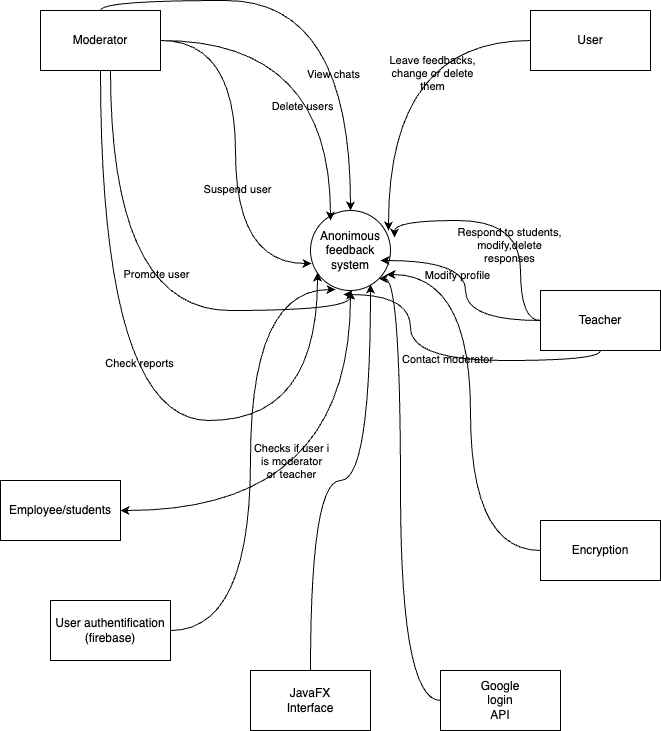 Moderator
User
View chats
Leave feedbacks,
change or delete
them
Delete users
Suspend user
Anonimous
feedback
system
Respond to students,
modify,delete
responses
Promote user
Modify profile
Teacher
Check reports
Contact moderator
Checks if user i
is moderator
or teacher
Employee/students
Encryption
User authentification
(firebase)
JavaFX
Interface
Google
login
API